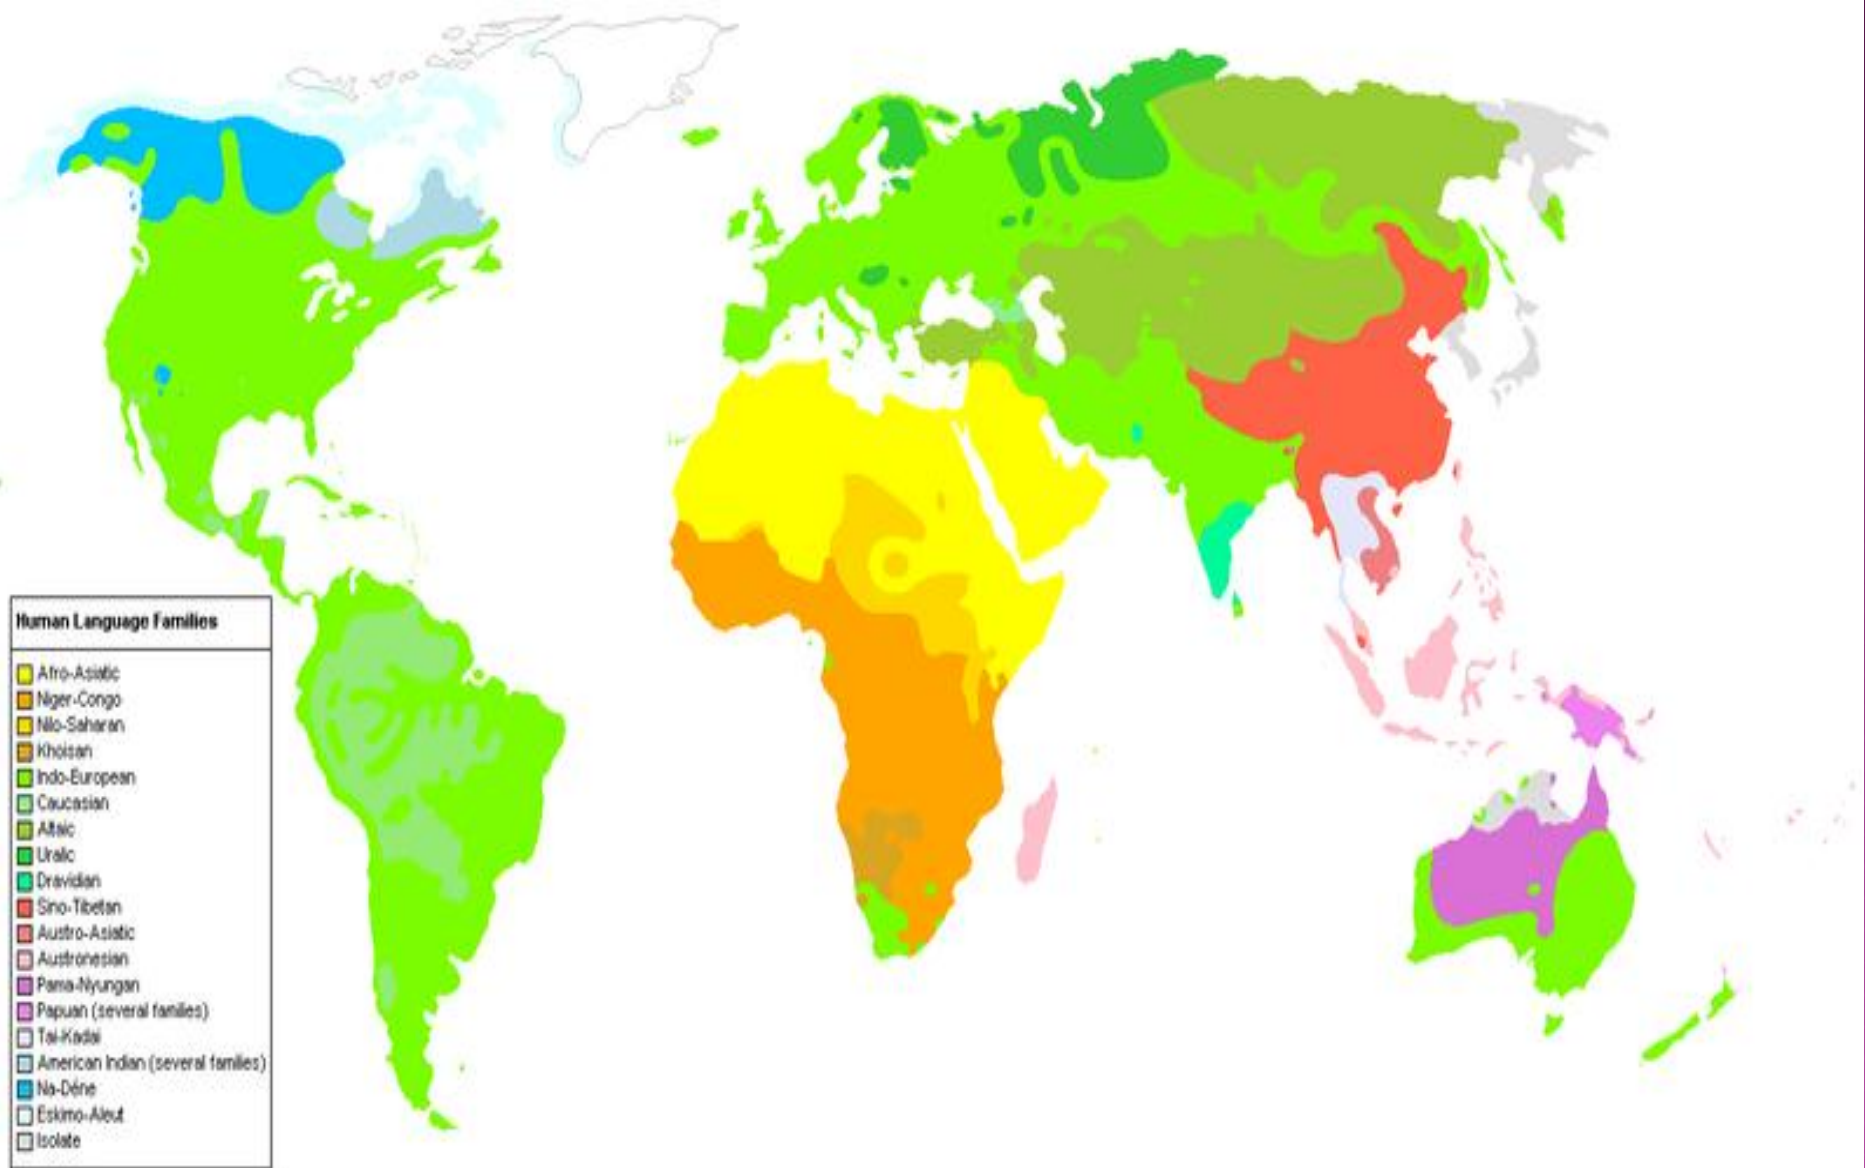 Human Language Families
Afro-Asiatic
Niger-Congo
Nilo-Saharan
Khoisan
Indo-European
Caucasian
Altaic
Uralic
Dravidian
Sino-Tibetan
Austro-Asiatic
Austronesian
Pama-Nyungan
Papuan (several families)
Tai-Kadai
American Indian (several families)
Na-Déne
Eskimo-Aleut
Isolate